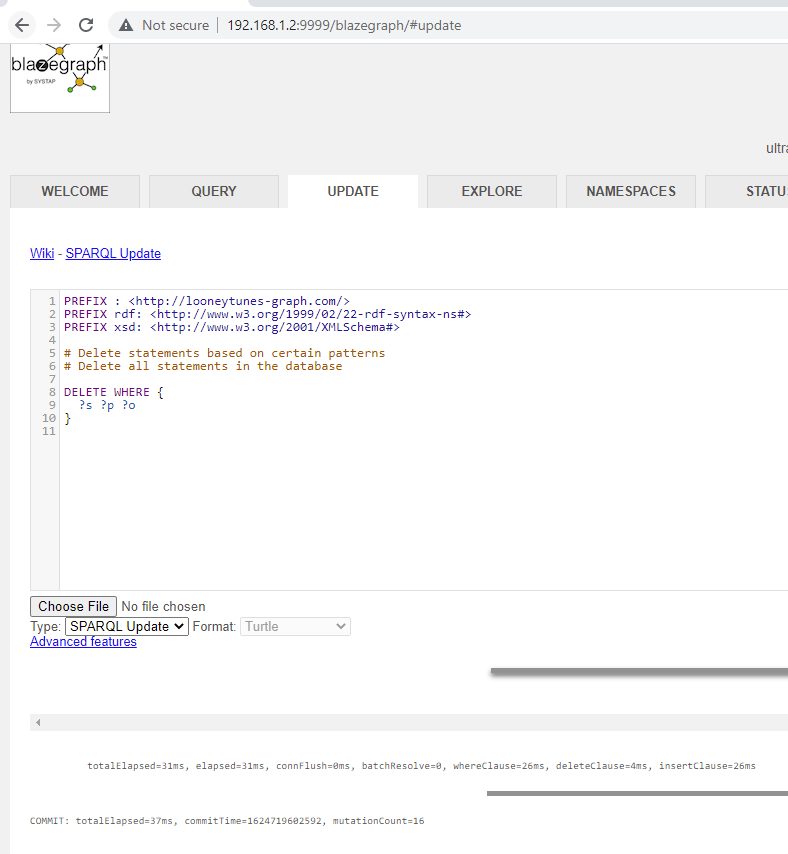 Not secure | 192.168.1.2:9999/blazegraph/#update
blazegraph
by SYSTAP
ultra
WELCOME QUERY UPDATE EXPLORE NAMESPACES STATU
Wiki - SPARQL Update
1 PREFIX : <http://looneytunes-graph.com/>
2 PREFIX rdf: <http://www.w3.org/1999/02/22-rdf-syntax-ns#>
3 PREFIX xsd: <http://www.w3.org/2001/XMLSchema#>
4
5 # Delete statements based on certain patterns
6 # Delete all statements in the database
7
8 DELETE WHERE {
9 ?s ?p ?o
10 }
11
Choose File No file chosen
Type: SPARQL Update Format: Turtle
Advanced features
totalElapsed=31ms, elapsed=31ms, connFlush=0ms, batchResolve=0, whereClause=26ms, deleteClause=4ms, insertClause=26ms
COMMIT: totalElapsed=37ms, commitTime=1624719602592, mutationCount=16